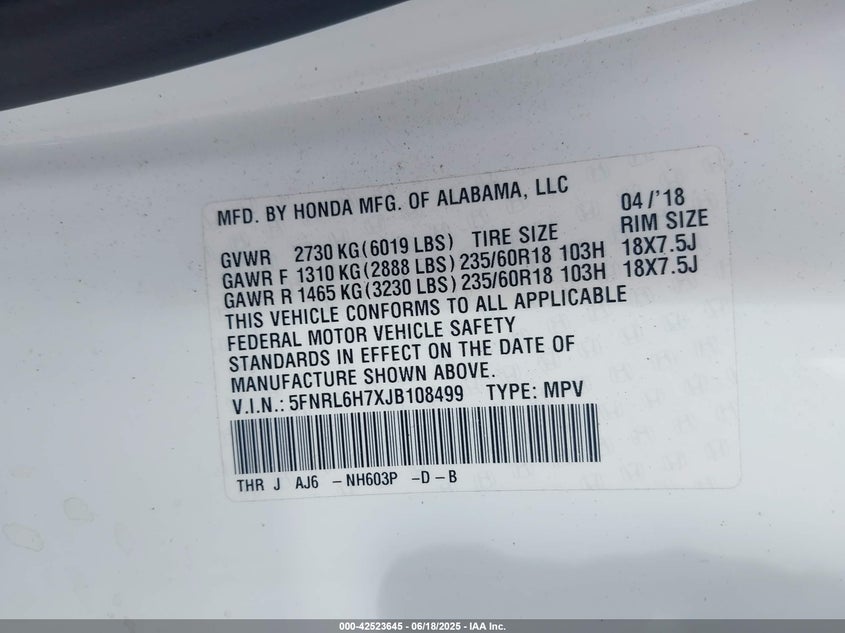 MFD. BY HONDA MFG. OF ALABAMA, LLC 04/'18
GVWR 2730 KG(6019 LBS) TIRE SIZE RIM SIZE
GAWR F 1310 KG(2888 LBS) 235/60R18 103H 18X7.5J
GAWR R 1465 KG(3230 LBS) 235/60R18 103H 18X7.5J
THIS VEHICLE CONFORMS TO ALL APPLICABLE
FEDERAL MOTOR VEHICLE SAFETY
STANDARDS IN EFFECT ON THE DATE OF
MANUFACTURE SHOWN ABOVE.
V.I.N.: 5FNRL6H7XJB108499 TYPE: MPV
THR J AJ6 -NH603P -D-B
000-42523645 - 06/18/2025 - IAA Inc.